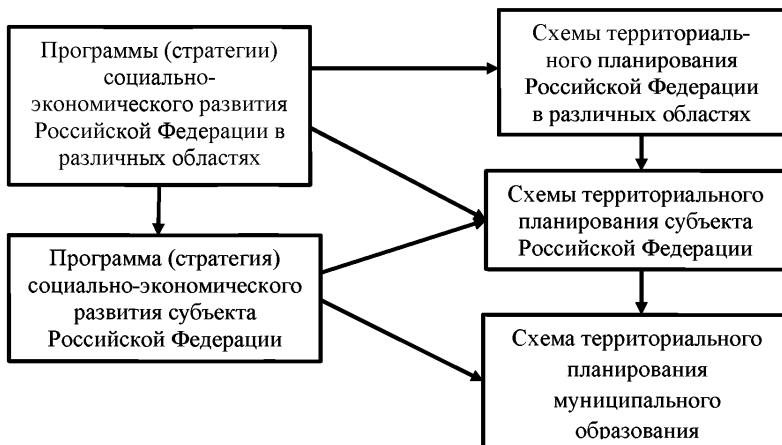 Программы (стратегии)
социально-
экономического развития
Российской Федерации в
различных областях
Схемы территориаль-
ного планирования
Российской Федерации
в различных областях
Программа (стратегия)
социально-экономического
развития субъекта
Российской Федерации
Схемы территориального
планирования субъекта
Российской Федерации
Схема территориального
планирования
муниципального
образования